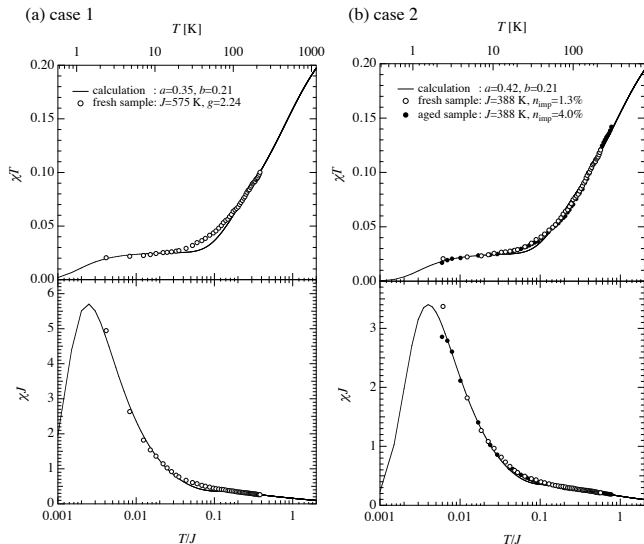 (a) case 1
T [K]
1
10
100
1000
0.20
0.15
0.10
0.05
0.00
χT
calculation : a=0.35, b=0.21
fresh sample: J=575 K, g=2.24
6
5
4
3
2
1
0
χJ
0.001
0.01
0.1
1
T/J
(b) case 2
T [K]
1
10
100
0.20
0.15
0.10
0.05
0.00
χT
calculation : a=0.42, b=0.21
fresh sample : J=388 K, nimp=1.3%
aged sample : J=388 K, nimp=4.0%
3
2
1
0
χJ
0.001
0.01
0.1
1
T/J